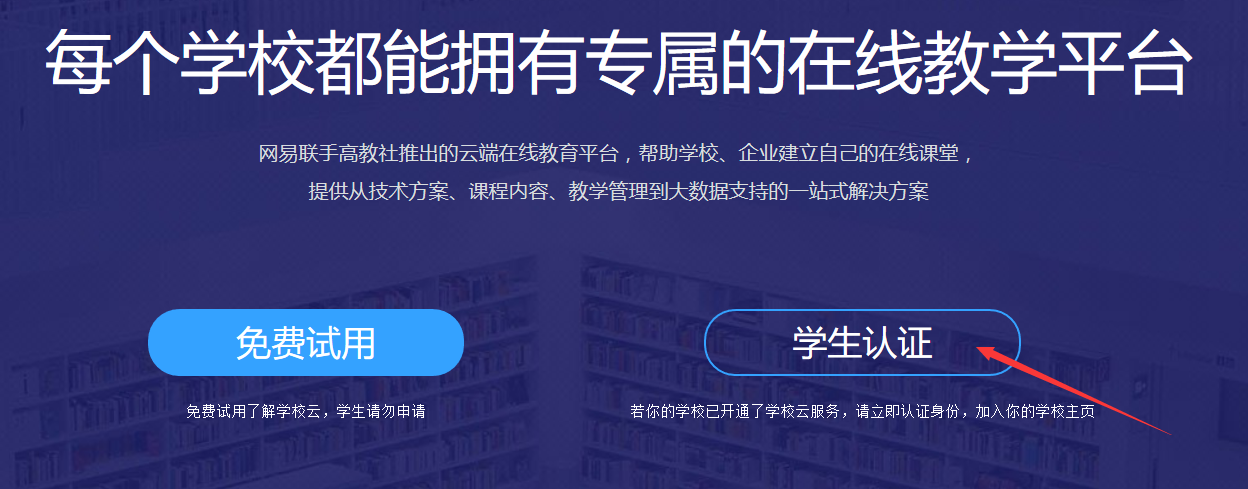 每个学校都能拥有专属的在线教学平台
网易联手高教社推出的云端在线教育平台，帮助学校、企业建立自己的在线课堂，
提供从技术方案、课程内容、教学管理到大数据支持的一站式解决方案
免费试用
学生认证
免费试用了解学校云，学生请勿申请
若你的学校已开通了学校云服务，请立即认证身份，加入你的学校主页